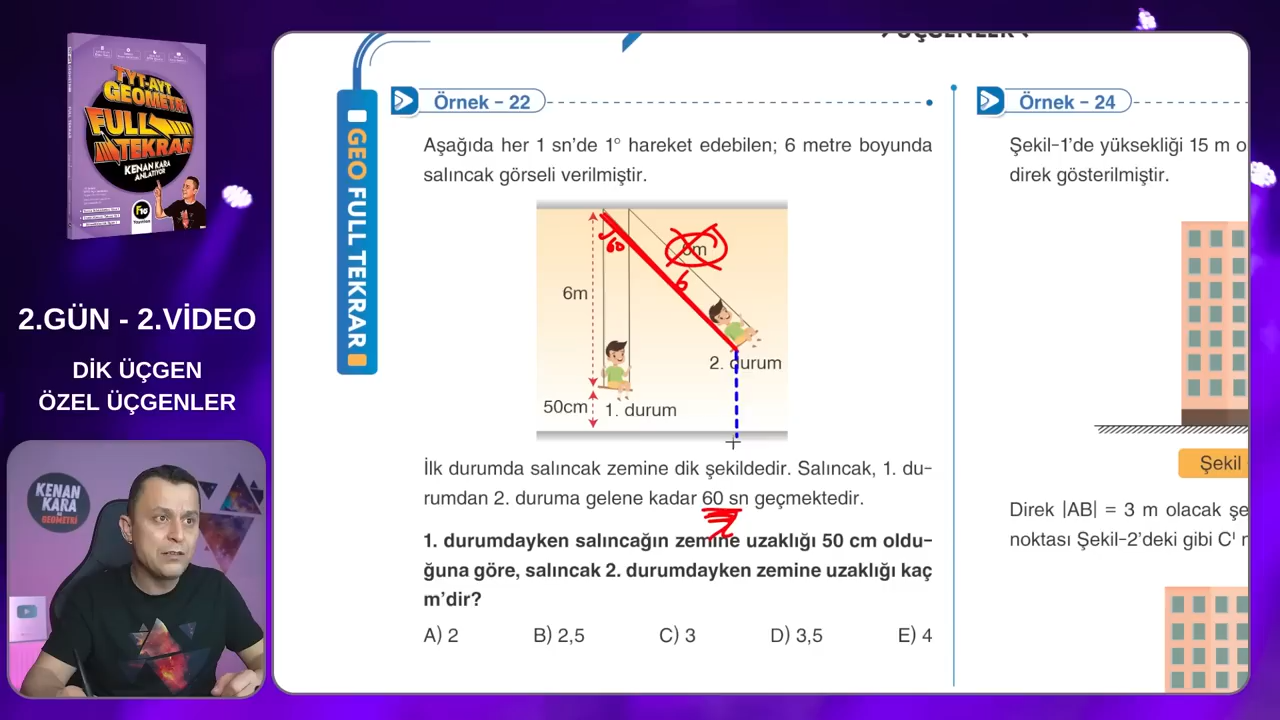 TYT-AYT
GEOMETRİ
FULL
TEKRAR
KENAN KARA
ANLATIYOR
2.GÜN - 2.VİDEO
DİK ÜÇGEN
ÖZEL ÜÇGENLER
KENAN
KARA
GEOMETRİ
GEO FULL TEKRAR
ÜÇGENLER
Örnek – 22
Aşağıda her 1 sn'de 1° hareket edebilen; 6 metre boyunda
salıncak görseli verilmiştir.
60
6m
6
6m
2. durum
50cm
1. durum
İlk durumda salıncak zemine dik şekildedir. Salıncak, 1. du-
rumdan 2. duruma gelene kadar 60 sn geçmektedir.
1. durumdayken salıncağın zemine uzaklığı 50 cm oldu-
ğuna göre, salıncak 2. durumdayken zemine uzaklığı kaç
m'dir?
A) 2 B) 2,5 C) 3 D) 3,5 E) 4
Örnek – 24
Şekil-1'de yüksekliği 15 m o
direk gösterilmiştir.
Şekil
Direk |AB| = 3 m olacak şe
noktası Şekil-2'deki gibi C'